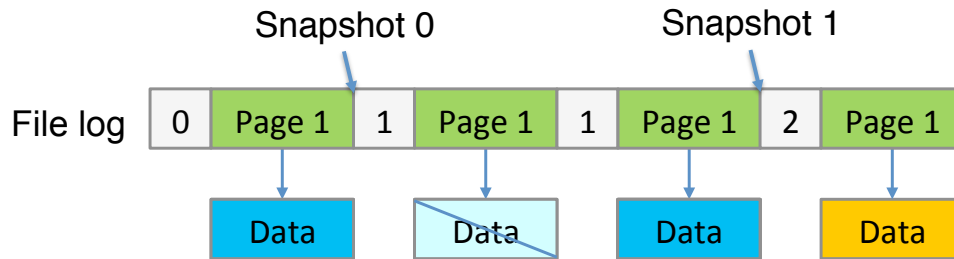 Snapshot 0 Snapshot 1
File log 0 Page 1 1 Page 1 1 Page 1 2 Page 1
Data Data Data Data